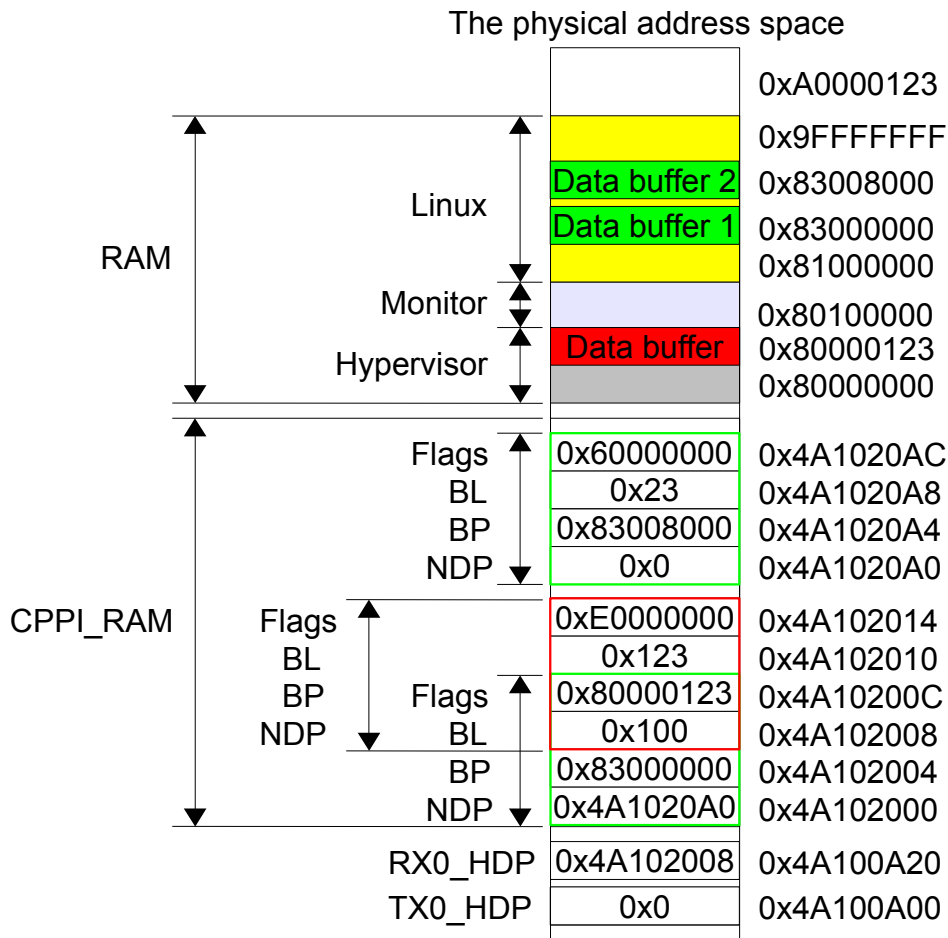 The physical address space
0xA0000123
0x9FFFFFFF
Data buffer 2 0x83008000
Linux
Data buffer 1 0x83000000
RAM
0x81000000
Monitor
0x80100000
Data buffer 0x80000123
Hypervisor
0x80000000
Flags 0x60000000 0x4A1020AC
BL 0x23 0x4A1020A8
BP 0x83008000 0x4A1020A4
NDP 0x0 0x4A1020A0
CPPI_RAM Flags 0xE0000000 0x4A102014
BL 0x123 0x4A102010
BP Flags 0x80000123 0x4A10200C
NDP BL 0x100 0x4A102008
BP 0x83000000 0x4A102004
NDP 0x4A1020A0 0x4A102000
RX0_HDP 0x4A102008 0x4A100A20
TX0_HDP 0x0 0x4A100A00